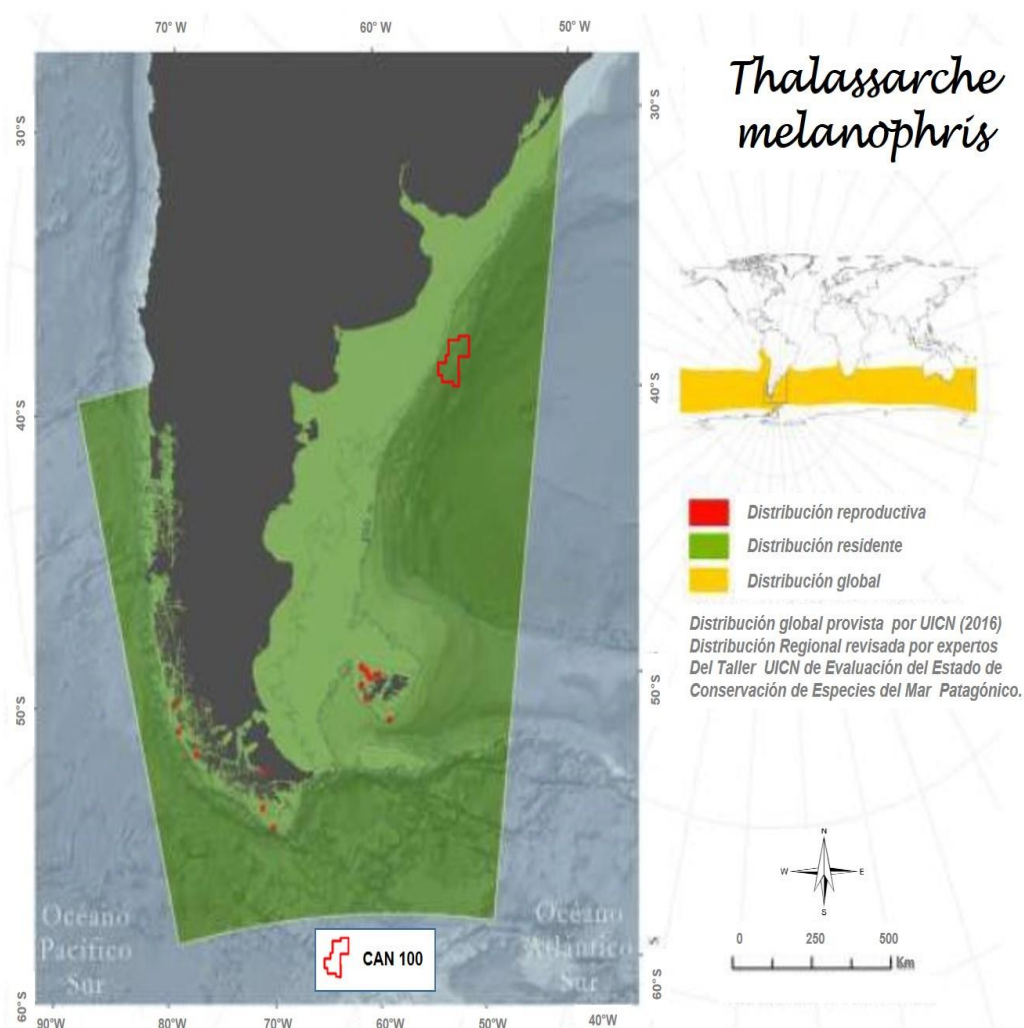 70° W 60° W 50° W
Thalassarche
melanophris
30°S 30°S
40°S 40°S
Distribución reproductiva
Distribución residente
Distribución global
Distribución global provista por UICN (2016)
Distribución Regional revisada por expertos
Del Taller UICN de Evaluación del Estado de
Conservación de Especies del Mar Patagónico.
50°S 50°S
N
W E
S
Océano
Pacífico
Sur
Océano
Atlántico
Sur
CAN 100
0 250 500
Km
60°S 60°S
90°W 80°W 70°W 60°W 50°W 40°W